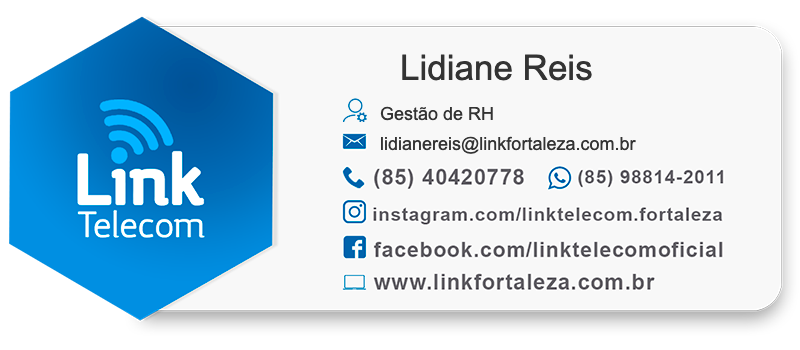 Link
Telecom
Lidiane Reis
Gestão de RH
lidianereis@linkfortaleza.com.br
(85) 40420778 (85) 98814-2011
instagram.com/linktelecom.fortaleza
facebook.com/linktelecomoficial
www.linkfortaleza.com.br